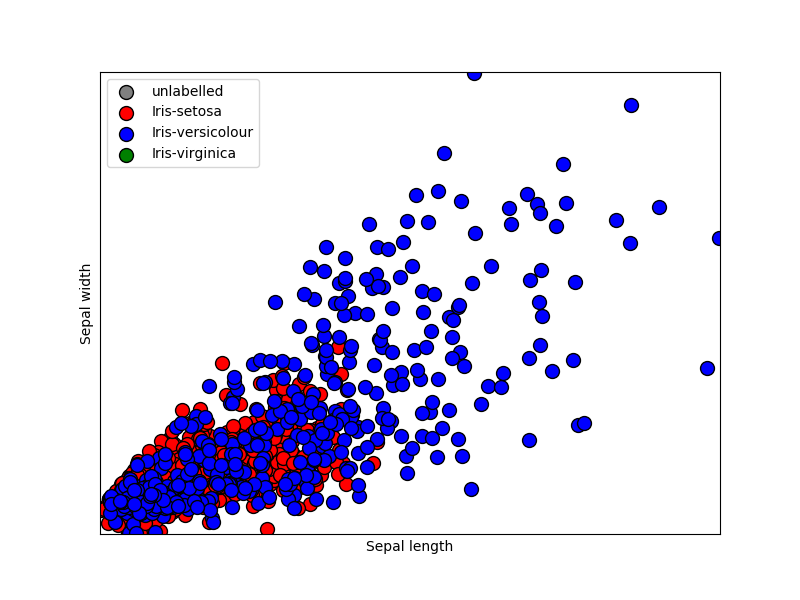 unlabelled
Iris-setosa
Iris-versicolour
Iris-virginica
Sepal width
Sepal length